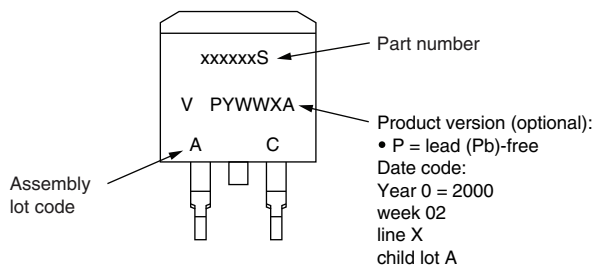 xxxxxxS
Part number
V PYWWXA
A C
Assembly
lot code
Product version (optional):
• P = lead (Pb)-free
Date code:
Year 0 = 2000
week 02
line X
child lot A